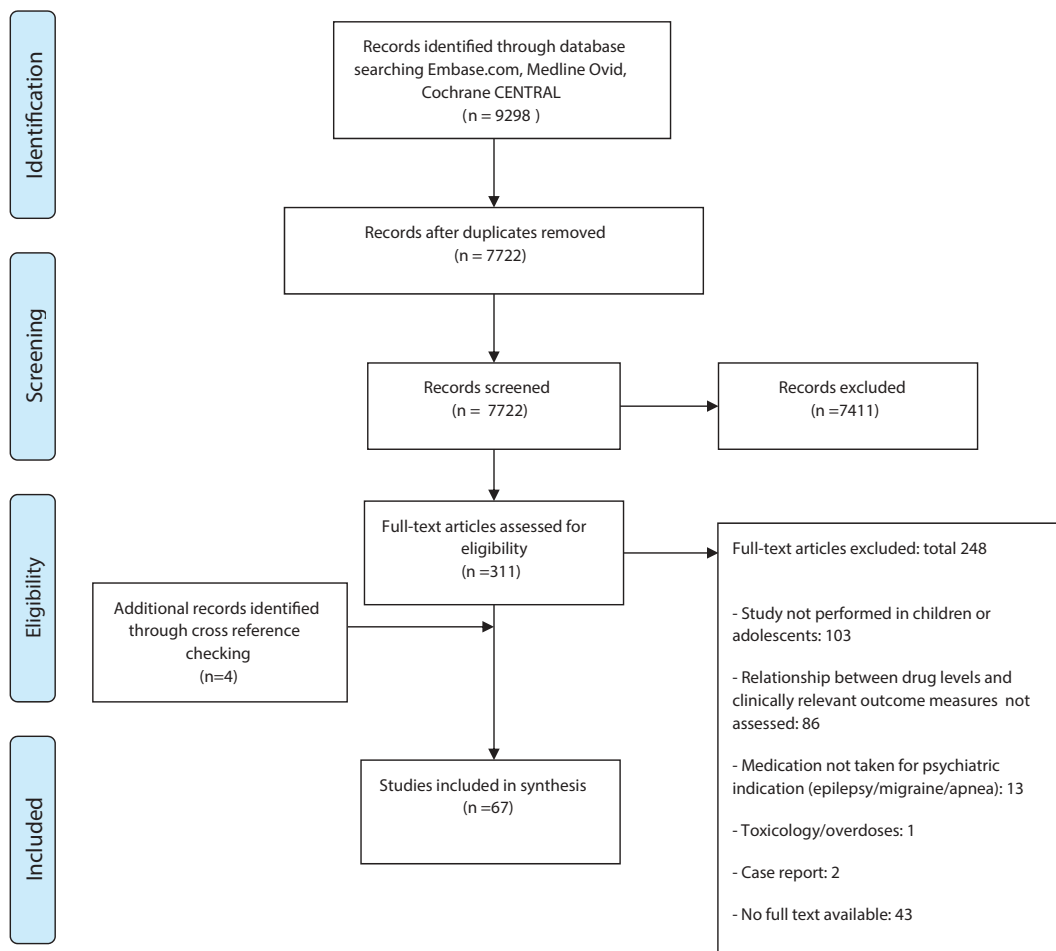 Identification
Records identified through database
searching Embase.com, Medline Ovid,
Cochrane CENTRAL
(n = 9298 )
Records after duplicates removed
(n = 7722)
Screening
Records screened
(n = 7722)
Records excluded
(n =7411)
Eligibility
Full-text articles assessed for
eligibility
(n =311)
Additional records identified
through cross reference
checking
(n=4)
Full-text articles excluded: total 248
- Study not performed in children or
adolescents: 103
- Relationship between drug levels and
clinically relevant outcome measures not
assessed: 86
- Medication not taken for psychiatric
indication (epilepsy/migraine/apnea): 13
- Toxicology/overdoses: 1
- Case report: 2
- No full text available: 43
Included
Studies included in synthesis
(n =67)